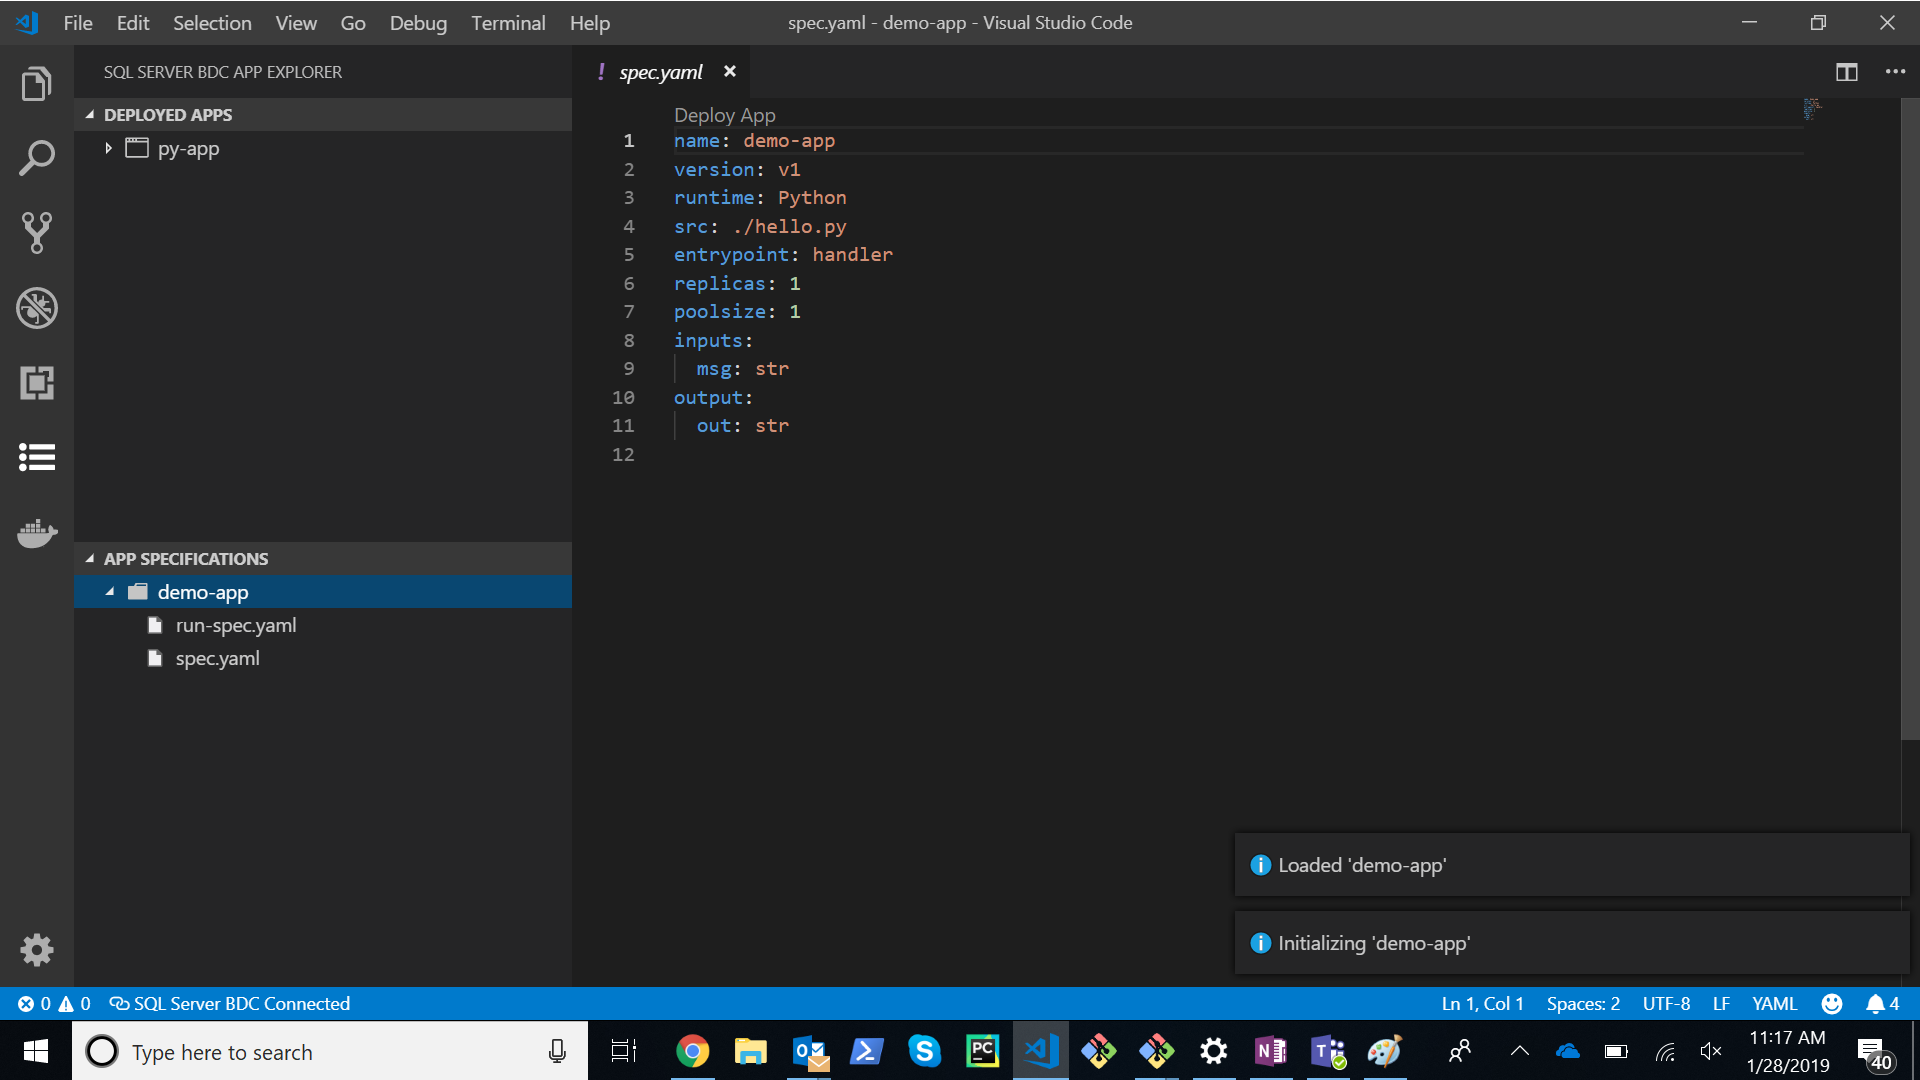 File Edit Selection View Go Debug Terminal Help
spec.yaml - demo-app - Visual Studio Code
SQL SERVER BDC APP EXPLORER
DEPLOYED APPS
py-app
APP SPECIFICATIONS
demo-app
run-spec.yaml
spec.yaml
! spec.yaml
Deploy App
1 name: demo-app
2 version: v1
3 runtime: Python
4 src: ./hello.py
5 entrypoint: handler
6 replicas: 1
7 poolsize: 1
8 inputs:
9 msg: str
10 output:
11 out: str
12
Loaded 'demo-app'
Initializing 'demo-app'
0 0 SQL Server BDC Connected
Ln 1, Col 1 Spaces: 2 UTF-8 LF YAML 4
Type here to search
PC
11:17 AM
1/28/2019
40